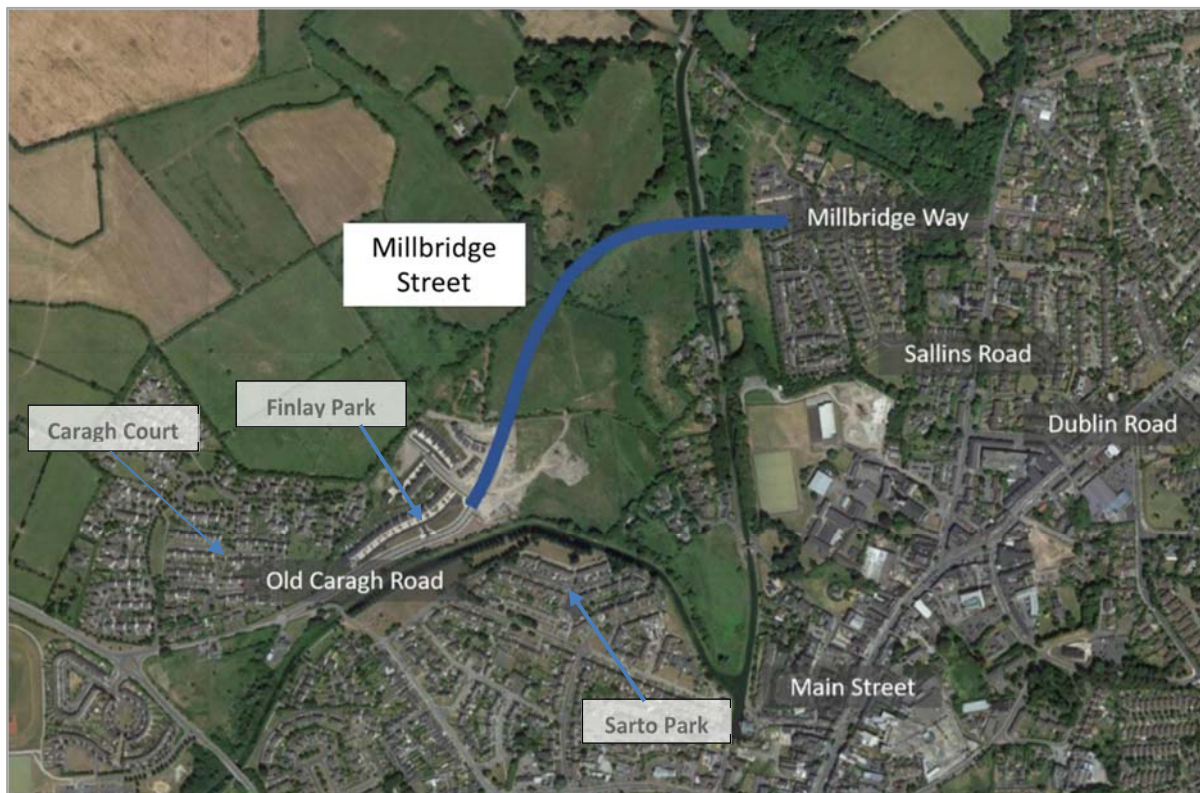 Millbridge Way
Millbridge
Street
Sallins Road
Finlay Park
Caragh Court
Dublin Road
Old Caragh Road
Main Street
Sarto Park